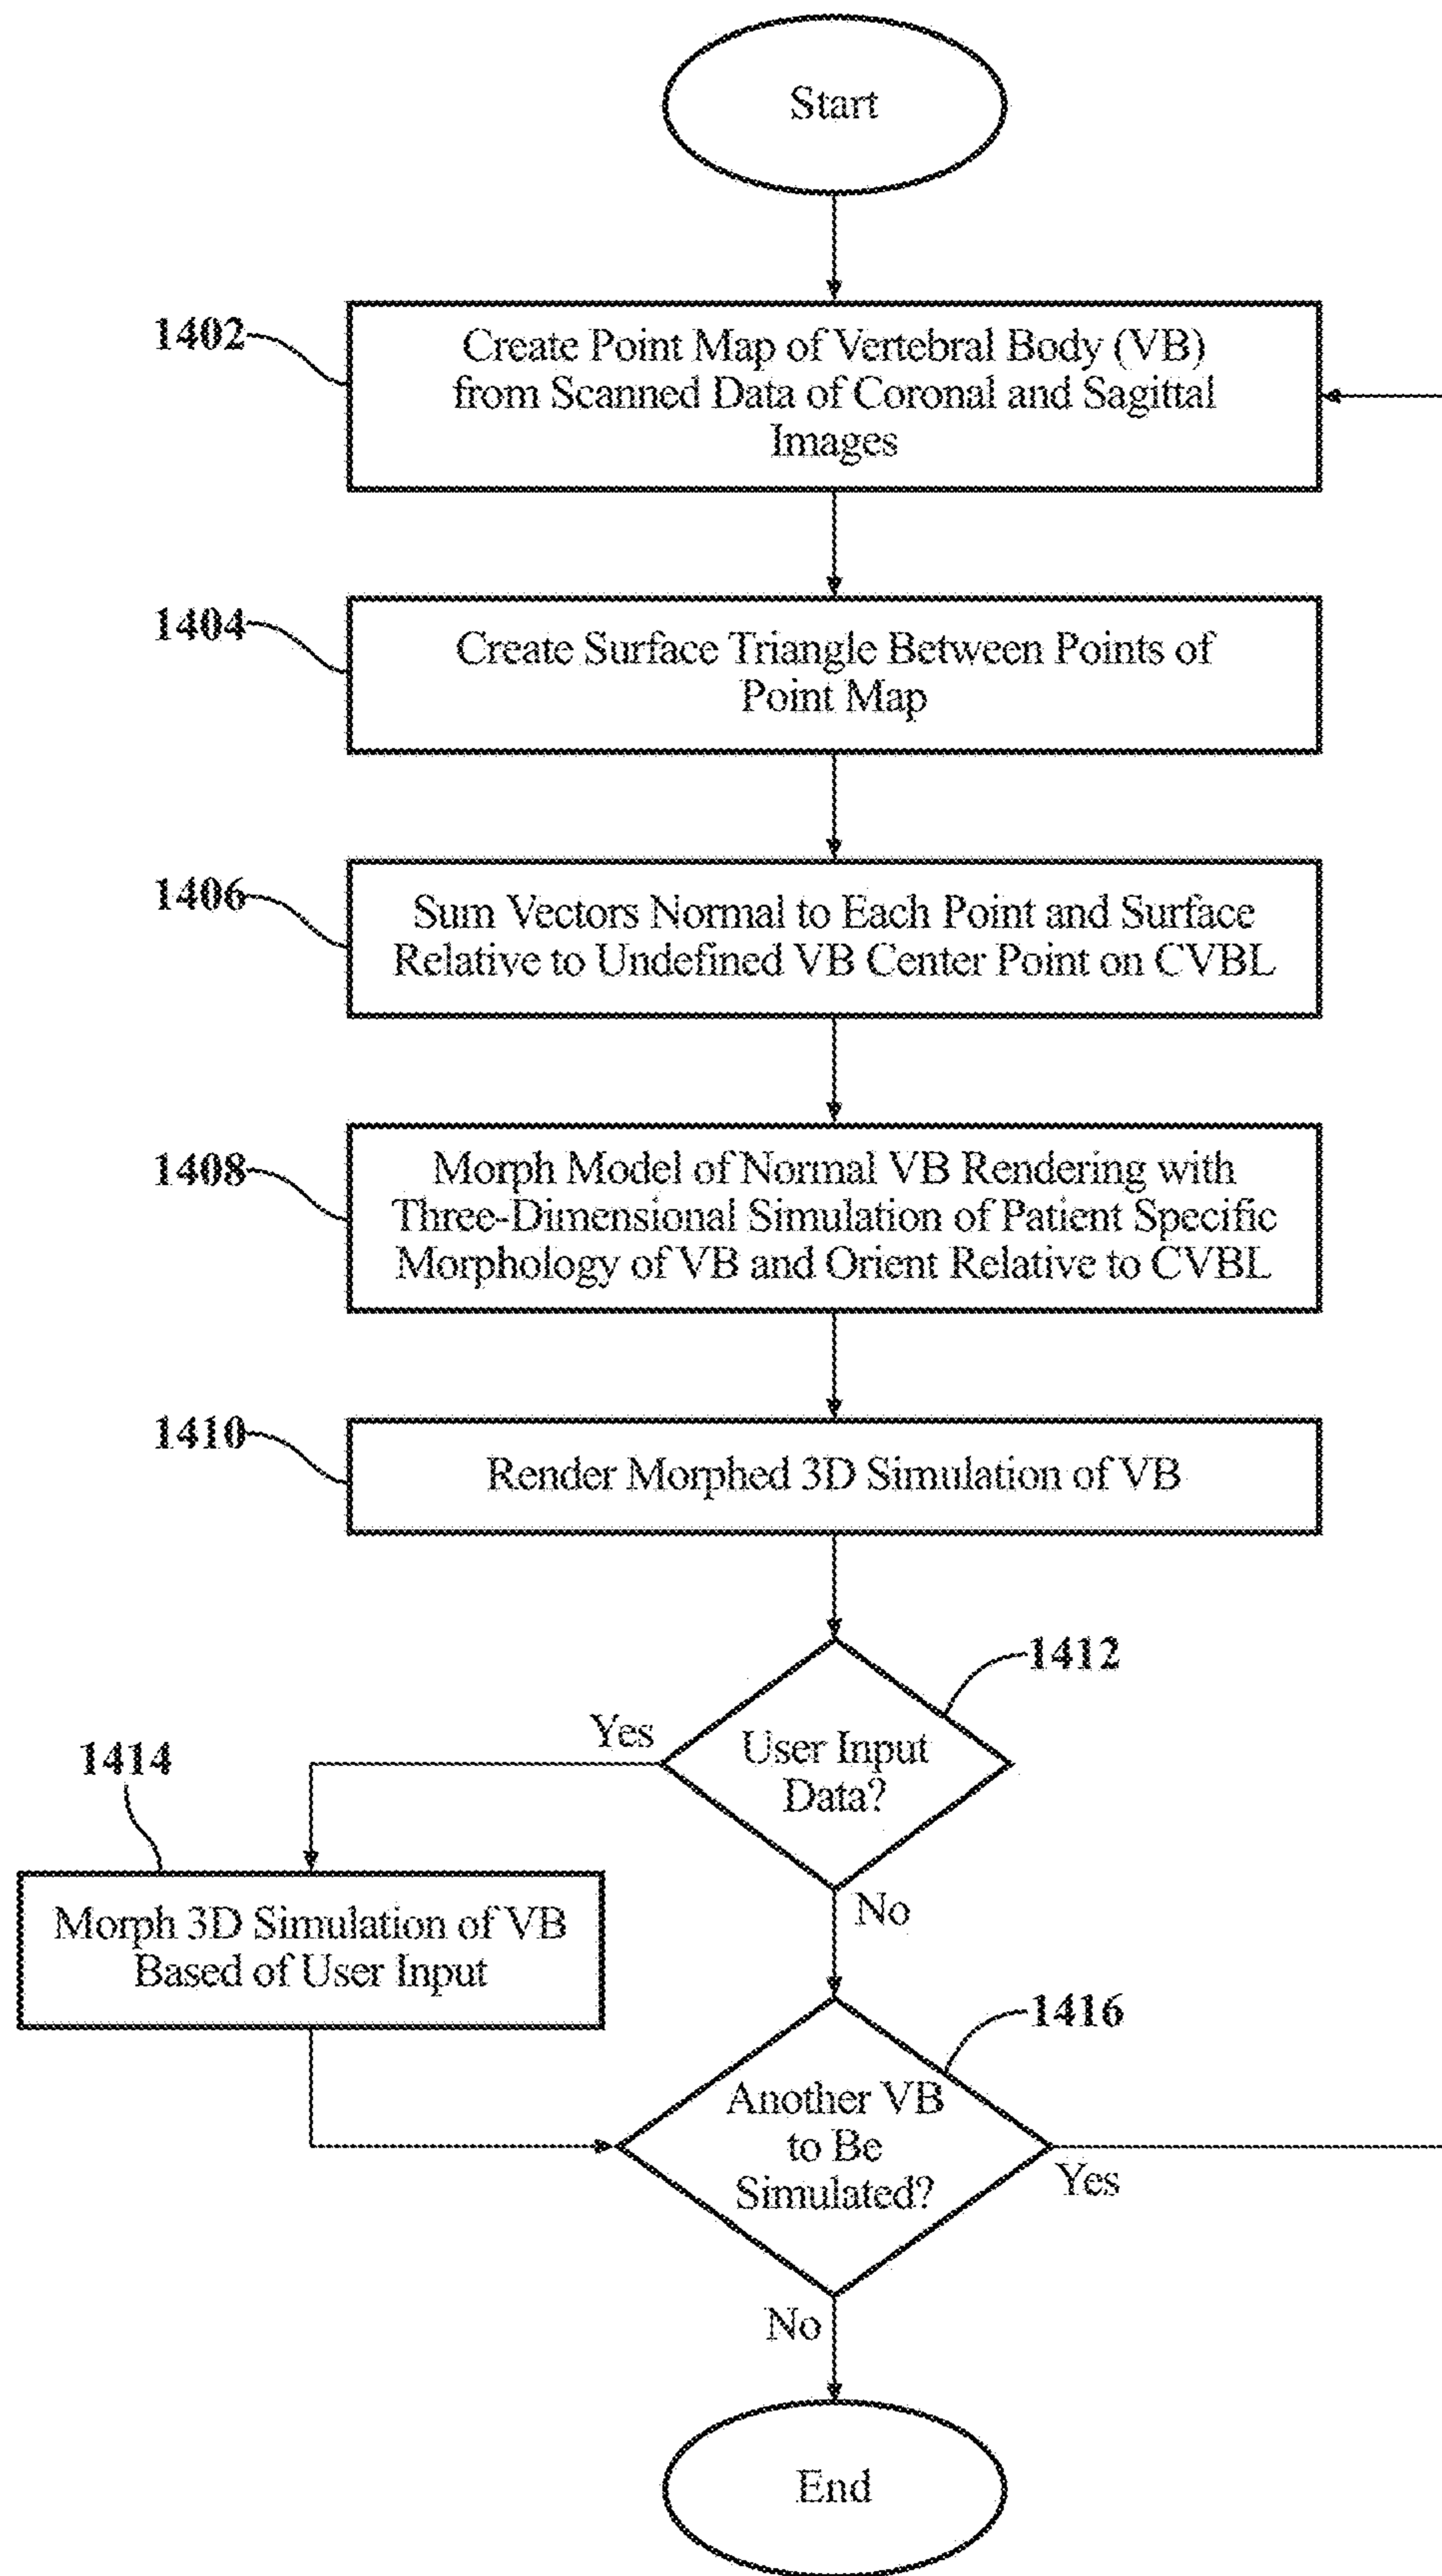 Start
1402
Create Point Map of Vertebral Body (VB)
from Scanned Data of Coronal and Sagittal
Images
1404
Create Surface Triangle Between Points of
Point Map
1406
Sum Vectors Normal to Each Point and Surface
Relative to Undefined VB Center Point on CVBL
1408
Morph Model of Normal VB Rendering with
Three-Dimensional Simulation of Patient Specific
Morphology of VB and Orient Relative to CVBL
1410
Render Morphed 3D Simulation of VB
1412
User Input
Data?
Yes
No
1414
Morph 3D Simulation of VB
Based of User Input
1416
Another VB
to Be
Simulated?
Yes
No
End